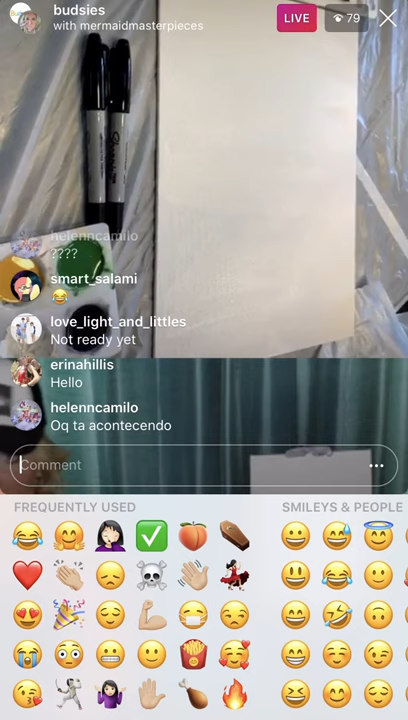 budsies
with mermaidmasterpieces
LIVE
79
Sharpie
helenncamilo
????
smart_salami
😂
love_light_and_littles
Not ready yet
erinahillis
Hello
helenncamilo
Oq ta acontecendo
Comment
FREQUENTLY USED
SMILEYS & PEOPLE